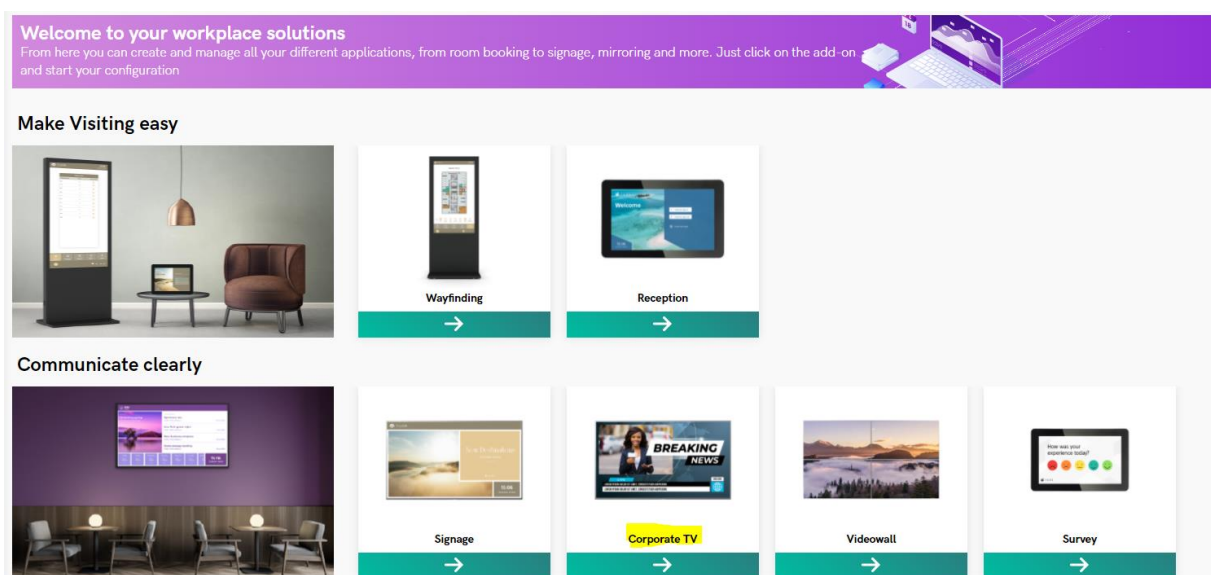 Welcome to your workplace solutions
From here you can create and manage all your different applications, from room booking to signage, mirroring and more. Just click on the add-on
and start your configuration
Make Visiting easy
Welcome
Wayfinding
Reception
Communicate clearly
BREAKING
NEWS
How was your
experience today?
Signage
Corporate TV
Videowall
Survey